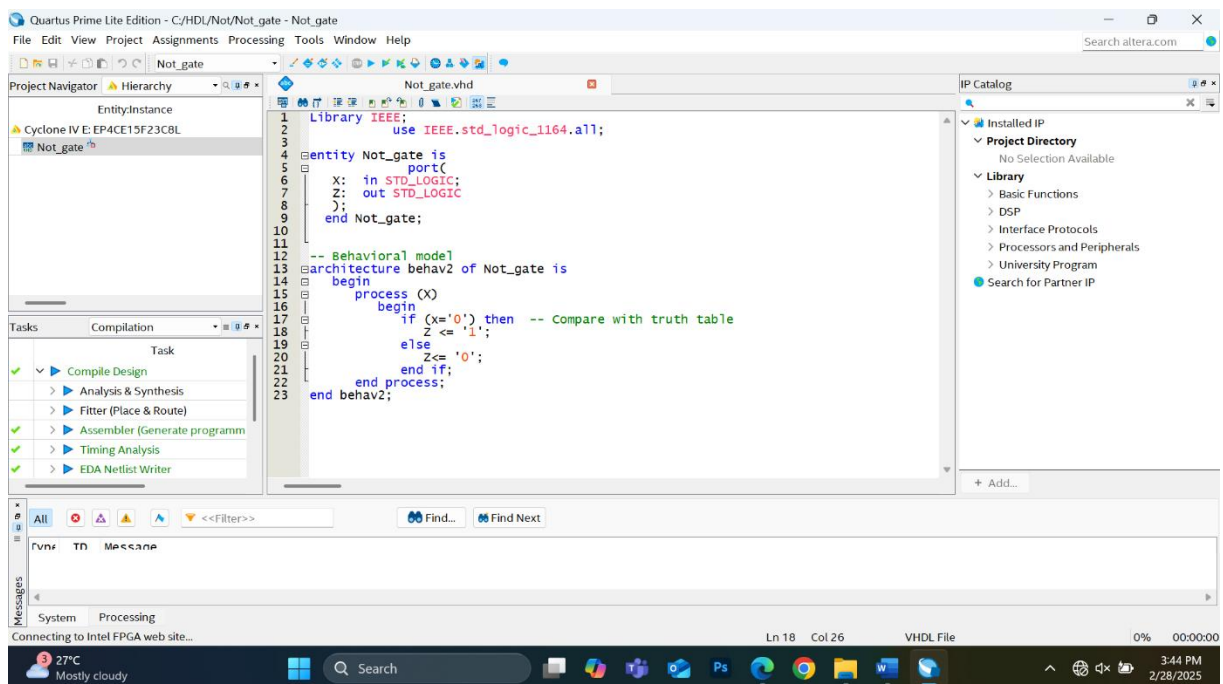 Quartus Prime Lite Edition - C:/HDL/Not/Not_gate - Not_gate
File Edit View Project Assignments Processing Tools Window Help
Search altera.com
Not_gate
Project Navigator Hierarchy
Entity:Instance
Cyclone IV E: EP4CE15F23C8L
Not_gate
Tasks Compilation
Task
Compile Design
Analysis & Synthesis
Fitter (Place & Route)
Assembler (Generate programm
Timing Analysis
EDA Netlist Writer
Not_gate.vhd
1 Library IEEE;
2 use IEEE.std_logic_1164.all;
3
4 entity Not_gate is
5 port(
6 X: in STD_LOGIC;
7 Z: out STD_LOGIC
8 );
9 end Not_gate;
10
11
12 -- Behavioral model
13 architecture behav2 of Not_gate is
14 begin
15 process (X)
16 begin
17 if (x='0') then -- Compare with truth table
18 Z <= '1';
19 else
20 Z<= '0';
21 end if;
22 end process;
23 end behav2;
IP Catalog
Installed IP
Project Directory
No Selection Available
Library
Basic Functions
DSP
Interface Protocols
Processors and Peripherals
University Program
Search for Partner IP
+ Add...
All <<Filter>> Find... Find Next
Type ID Message
Messages
System Processing
Connecting to Intel FPGA web site... Ln 18 Col 26 VHDL File 0% 00:00:00
3 27°C
Mostly cloudy
Search
Ps
3:44 PM
2/28/2025